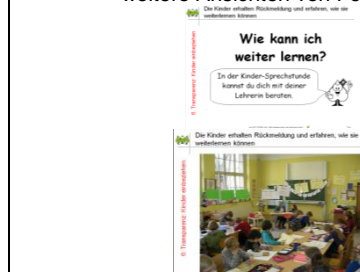 weitere Ansichten von
Die Kinder erhalten Rückmeldung und erfahren, wie sie
weiterlernen können
6 Transparenz: Kinder einbeziehen
Wie kann ich
weiter lernen?
In der Kinder-Sprechstunde
kannst du dich mit deiner
Lehrerin beraten.
Die Kinder erhalten Rückmeldung und erfahren, wie sie
weiterlernen können
6 Transparenz: Kinder einbeziehen